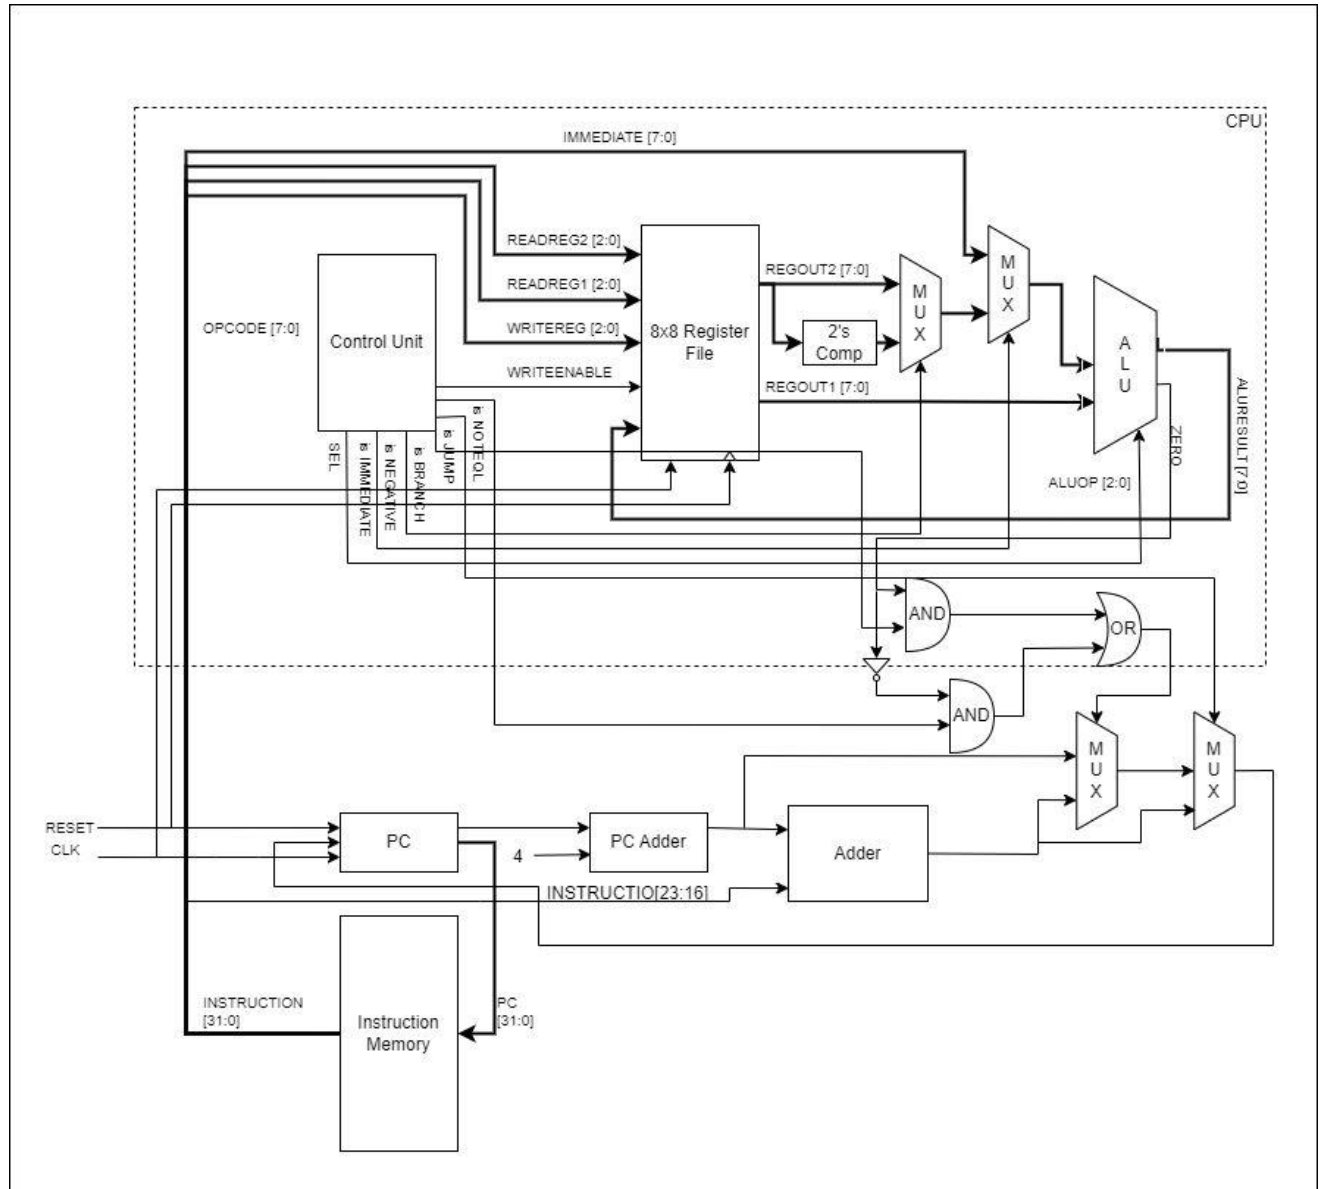 CPU
IMMEDIATE [7:0]
READREG2 [2:0]
READREG1 [2:0]
WRITEREG [2:0]
WRITEENABLE
OPCODE [7:0]
Control Unit
8x8 Register
File
REGOUT2 [7:0]
REGOUT1 [7:0]
2's
Comp
M
U
X
M
U
X
A
L
U
ALURESULT [7:0]
ZERO
ALUOP [2:0]
SEL
is IMMEDIATE
is NEGATIVE
is BRANCH
is JUMP
is NOTEQL
AND
OR
AND
M
U
X
M
U
X
RESET
CLK
PC
4
PC Adder
Adder
INSTRUCTIO[23:16]
INSTRUCTION
[31:0]
PC
[31:0]
Instruction
Memory